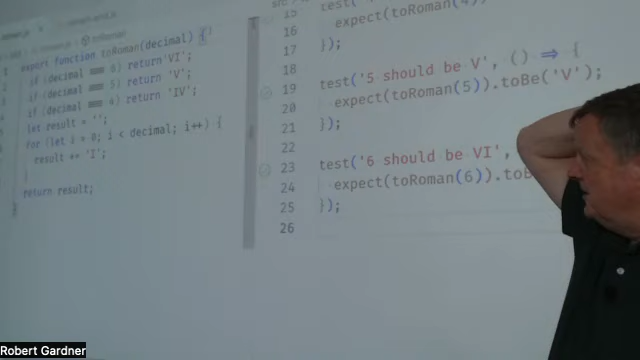 export function toRoman(decimal) {
if (decimal === 6) return 'VI';
if (decimal === 5) return 'V';
if (decimal === 4) return 'IV';
let result = '';
for (let i = 0; i < decimal; i++) {
result += 'I';
}
return result;
}
15
16
17
18
19
20
21
22
23
24
25
26
test('
expect(toRoman(4)
});
test('5 should be V', () => {
expect(toRoman(5)).toBe('V');
});
test('6 should be VI',
expect(toRoman(6)).toB
});
Robert Gardner